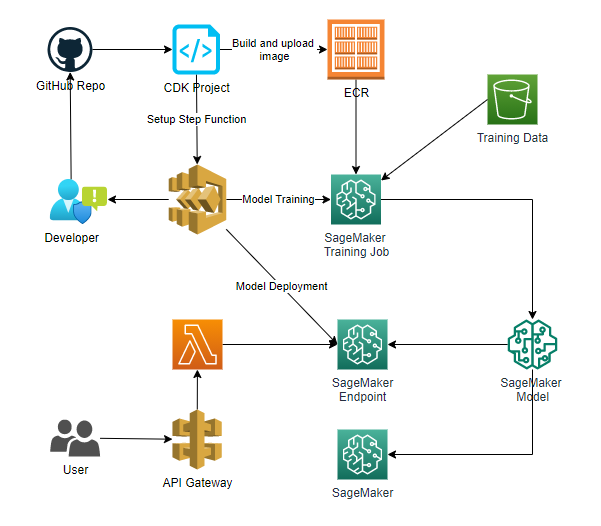 Build and upload
image
GitHub Repo
CDK Project
ECR
Setup Step Function
Training Data
Model Training
Developer
SageMaker
Training Job
Model Deployment
SageMaker
Endpoint
SageMaker
Model
User
API Gateway
SageMaker